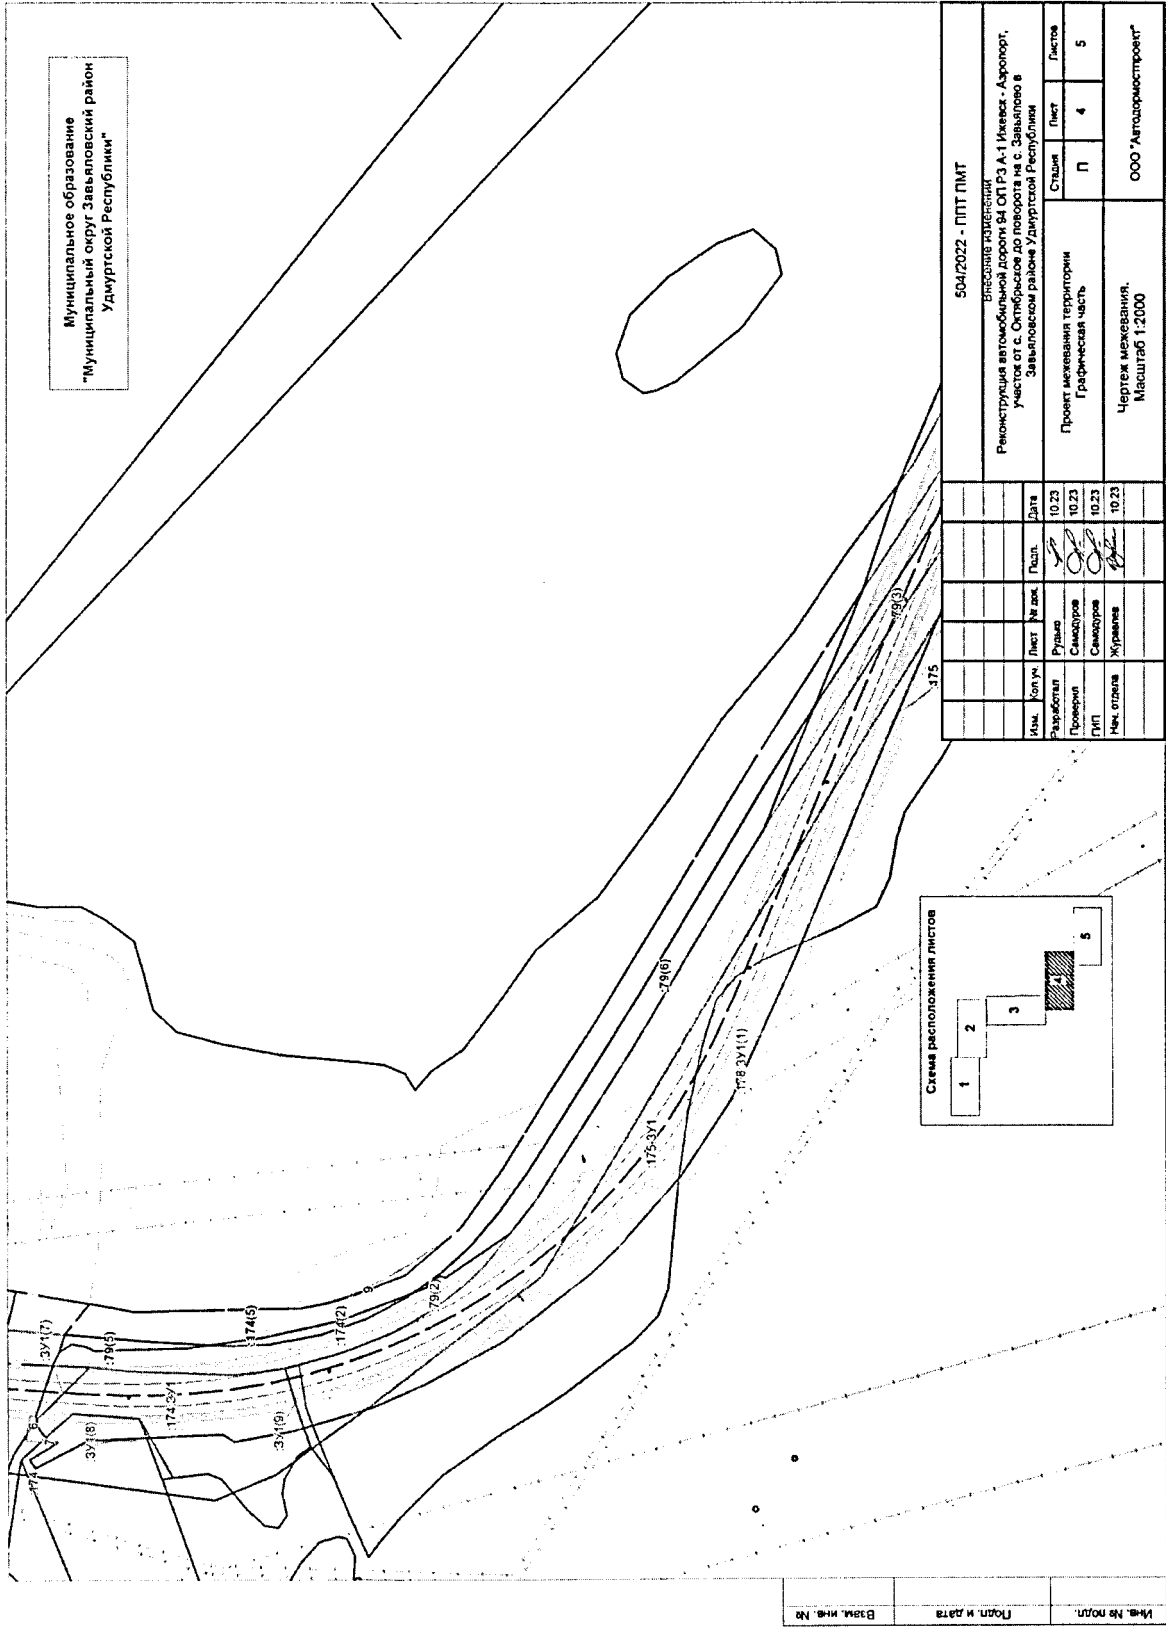 Муниципальное образование
"Муниципальный округ Завьяловский район
Удмуртской Республики"
:174
6
7
:ЗУ1(7)
:79(5)
:ЗУ1(8)
:174:ЗУ1
:174(5)
:ЗУ1(9)
:174(2)
9
:79(2)
:175:ЗУ1
:79(6)
:178:ЗУ1(1)
:79(3)
:175
Схема расположения листов
1
2
3
4
5
504/2022 - ППТ ПМТ
Внесение изменений
Реконструкция автомобильной дороги 94 ОП РЗ А-1 Ижевск - Аэропорт,
участок от с. Октябрьское до поворота на с. Завьялово в
Завьяловском районе Удмуртской Республики
Изм. Кол.уч. Лист № док. Подп. Дата
Разработал Рудько 10.23
Проверил Самодуров 10.23
ГИП Самодуров 10.23
Нач. отдела Журавлев 10.23
Проект межевания территории
Графическая часть
Стадия Лист Листов
П 4 5
Чертеж межевания.
Масштаб 1:2000
ООО "Автодормостпроект"
Взам. инв. №
Подп. и дата
Инв. № подл.